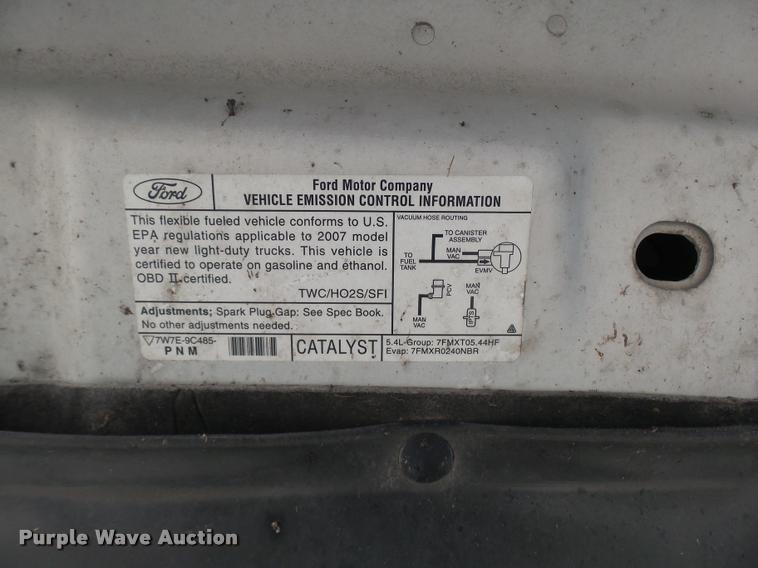 Ford
Ford Motor Company
VEHICLE EMISSION CONTROL INFORMATION
This flexible fueled vehicle conforms to U.S.
EPA regulations applicable to 2007 model
year new light-duty trucks. This vehicle is
certified to operate on gasoline and ethanol.
OBD II certified.
TWC/HO2S/SFI
VACUUM HOSE ROUTING
TO CANISTER
ASSEMBLY
TO
FUEL
TANK
MAN
VAC
EVMV
PCV
MAN
VAC
MAN
VAC
IPTS
Adjustments; Spark Plug Gap: See Spec Book.
No other adjustments needed.
7W7E-9C485-
PNM
CATALYST
5.4L-Group: 7FMXT05.44HF
Evap: 7FMXR0240NBR
Purple Wave Auction